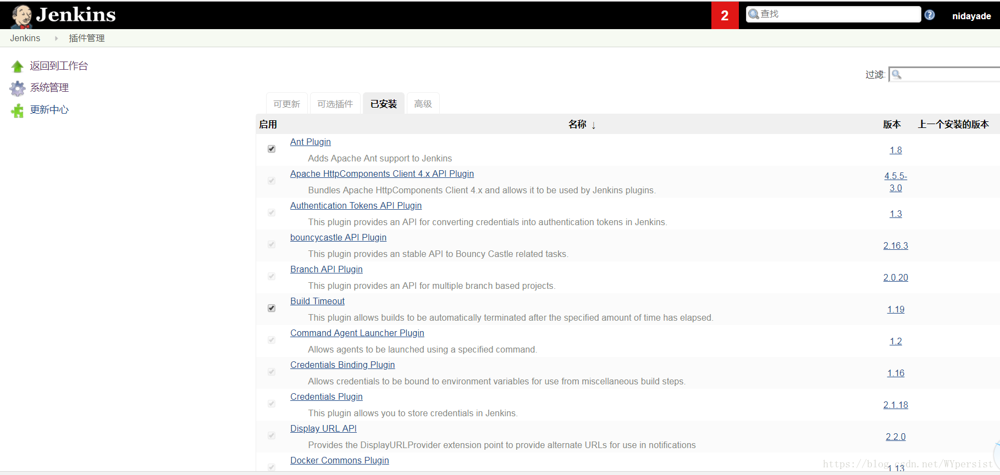 Jenkins
2
查找
nidayade
Jenkins
插件管理
返回到工作台
系统管理
更新中心
过滤:
可更新
可选插件
已安装
高级
启用
名称 ↓
版本
上一个安装的版本
Ant Plugin
Adds Apache Ant support to Jenkins
1.8
Apache HttpComponents Client 4.x API Plugin
Bundles Apache HttpComponents Client 4.x and allows it to be used by Jenkins plugins.
4.5.5-
3.0
Authentication Tokens API Plugin
This plugin provides an API for converting credentials into authentication tokens in Jenkins.
1.3
bouncycastle API Plugin
This plugin provides an stable API to Bouncy Castle related tasks.
2.16.3
Branch API Plugin
This plugin provides an API for multiple branch based projects.
2.0.20
Build Timeout
This plugin allows builds to be automatically terminated after the specified amount of time has elapsed.
1.19
Command Agent Launcher Plugin
Allows agents to be launched using a specified command.
1.2
Credentials Binding Plugin
Allows credentials to be bound to environment variables for use from miscellaneous build steps.
1.16
Credentials Plugin
This plugin allows you to store credentials in Jenkins.
2.1.18
Display URL API
Provides the DisplayURLProvider extension point to provide alternate URLs for use in notifications
2.2.0
Docker Commons Plugin
1.13
https://blog.csdn.net/WYpersist